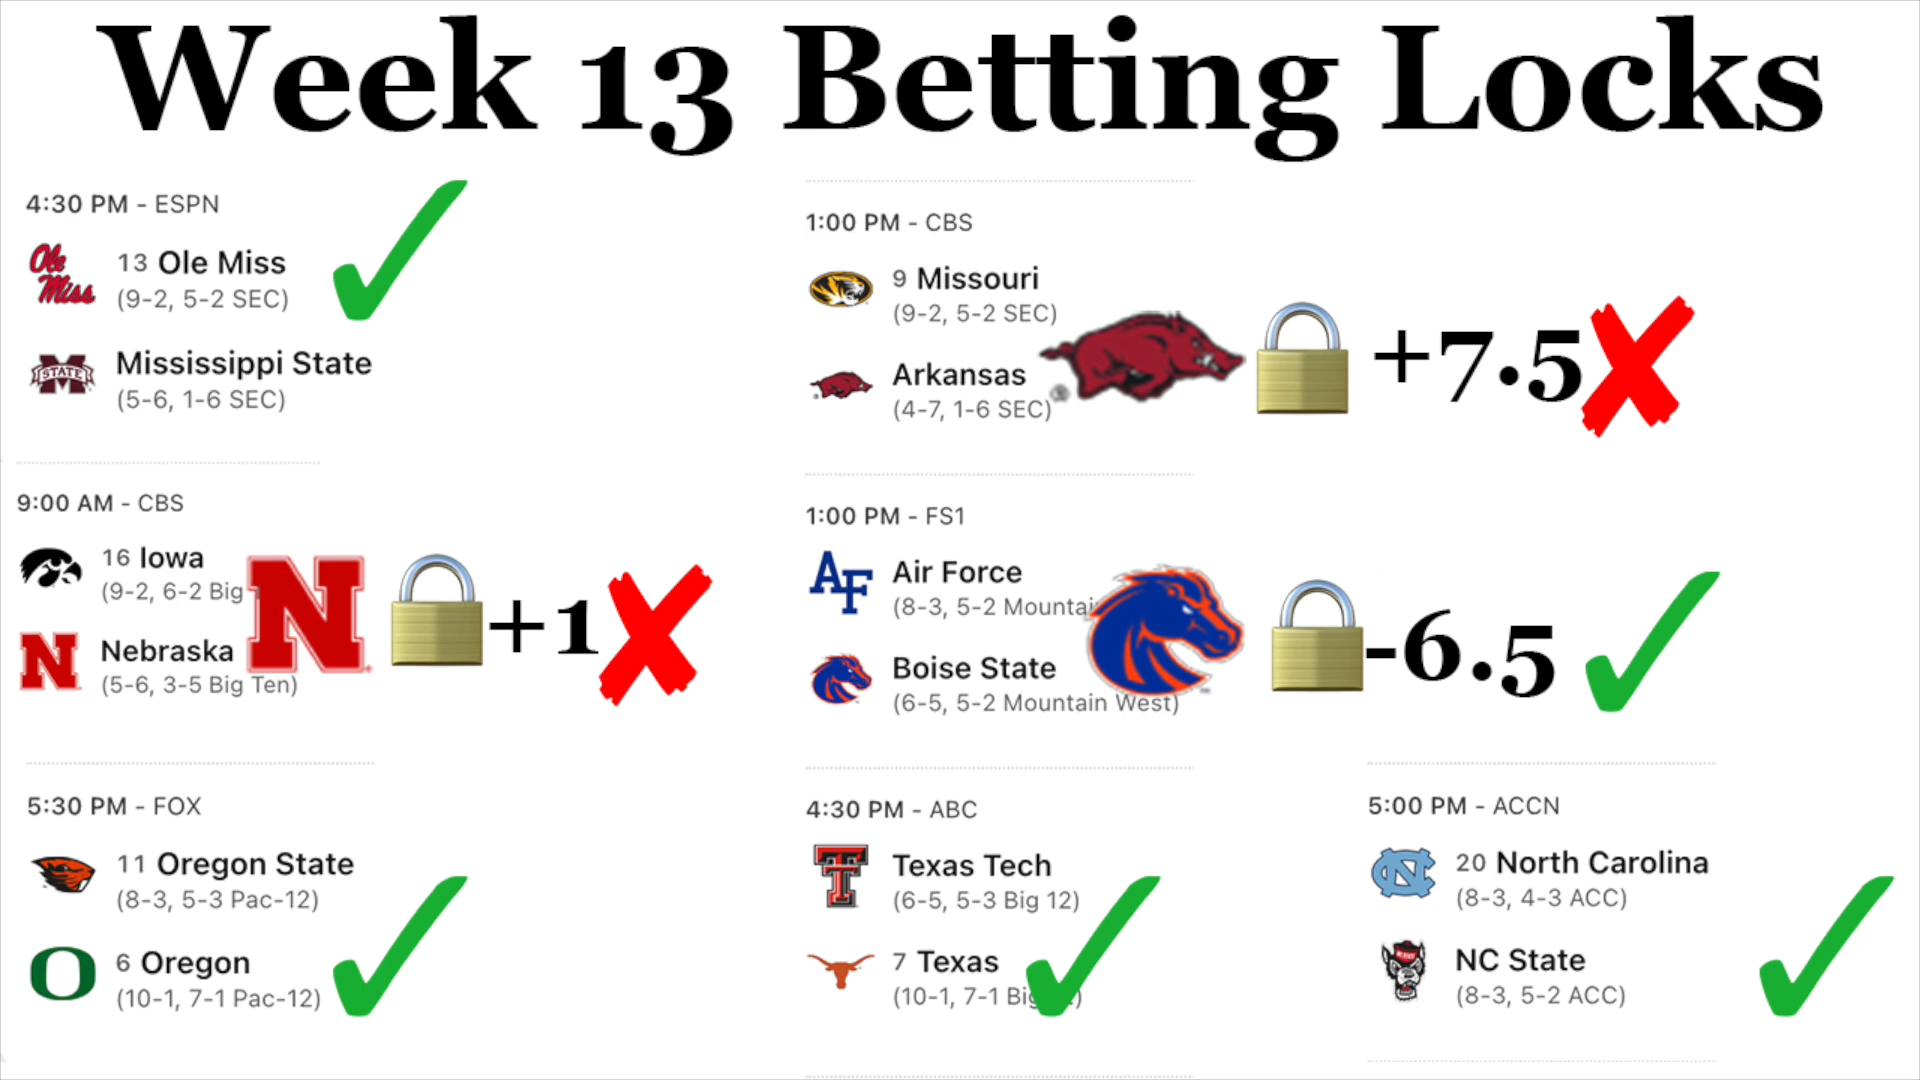 Week 13 Betting Locks
4:30 PM - ESPN
Ole Miss
13 Ole Miss
(9-2, 5-2 SEC)
STATE
Mississippi State
(5-6, 1-6 SEC)
1:00 PM - CBS
9 Missouri
(9-2, 5-2 SEC)
Arkansas
(4-7, 1-6 SEC)
+7.5
9:00 AM - CBS
16 Iowa
(9-2, 6-2 Big
N
Nebraska
(5-6, 3-5 Big Ten)
N
+1
1:00 PM - FS1
AF
Air Force
(8-3, 5-2 Mountai
Boise State
(6-5, 5-2 Mountain West)
-6.5
5:30 PM - FOX
11 Oregon State
(8-3, 5-3 Pac-12)
O
6 Oregon
(10-1, 7-1 Pac-12)
4:30 PM - ABC
T
Texas Tech
(6-5, 5-3 Big 12)
7 Texas
(10-1, 7-1 Big
5:00 PM - ACCN
NC
20 North Carolina
(8-3, 4-3 ACC)
NC State
(8-3, 5-2 ACC)